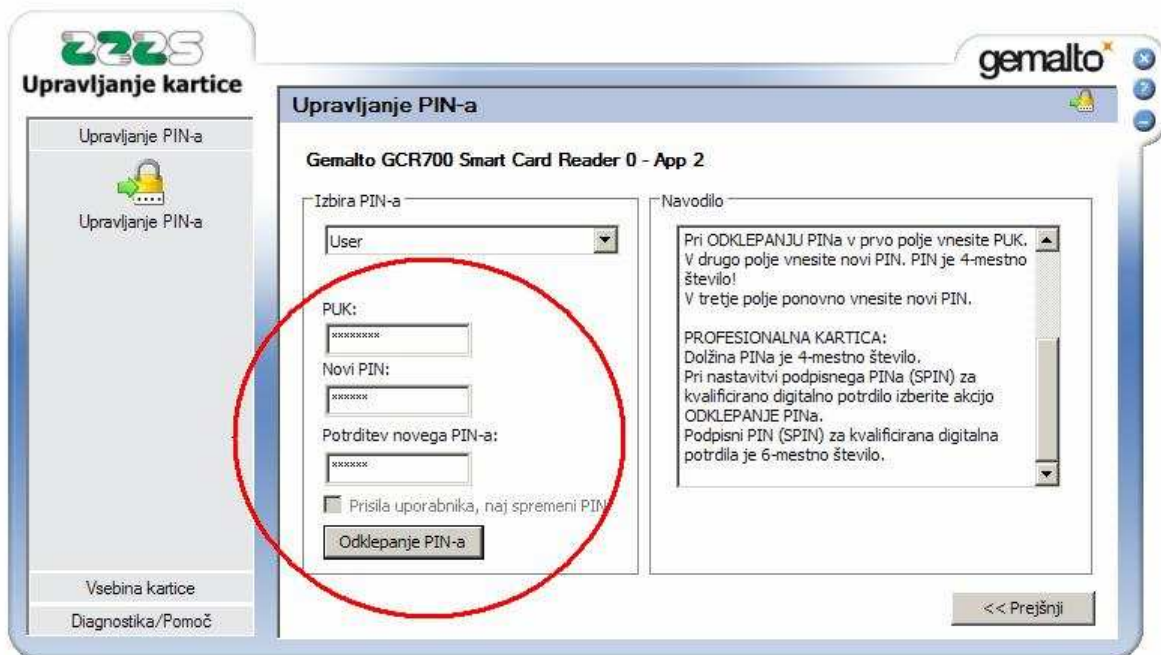 ZZZS
Upravljanje kartice
gemalto
Upravljanje PIN-a
Upravljanje PIN-a
Upravljanje PIN-a
Vsebina kartice
Diagnostika/Pomoč
Gemalto GCR700 Smart Card Reader 0 - App 2
Izbira PIN-a
User
PUK:
********
Novi PIN:
******
Potrditev novega PIN-a:
******
Prisila uporabnika, naj spremeni PIN
Odklepanje PIN-a
Navodilo
Pri ODKLEPANJU PINa v prvo polje vnesite PUK.
V drugo polje vnesite novi PIN. PIN je 4-mestno
število!
V tretje polje ponovno vnesite novi PIN.
PROFESIONALNA KARTICA:
Dolžina PINa je 4-mestno število.
Pri nastavitvi podpisnega PINa (SPIN) za
kvalificirano digitalno potrdilo izberite akcijo
ODKLEPANJE PINa.
Podpisni PIN (SPIN) za kvalificirana digitalna
potrdila je 6-mestno število.
<< Prejšnji